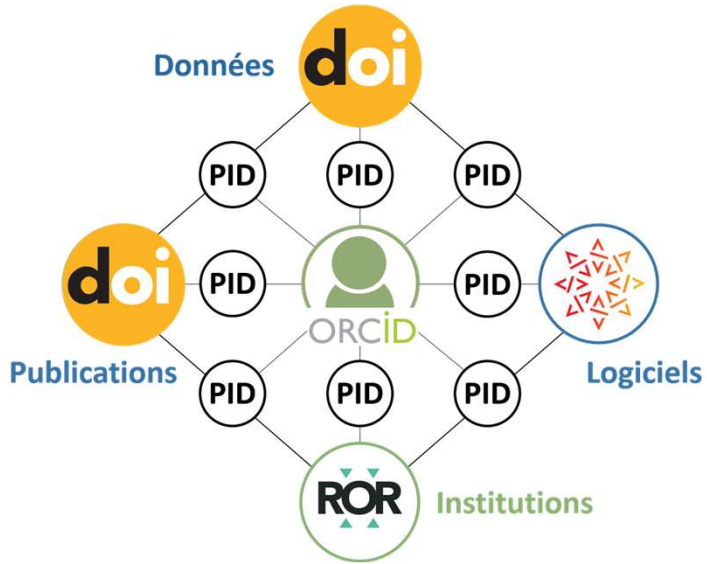 Données
doi
PID
PID
PID
doi
PID
PID
ORCiD
Publications
Logiciels
PID
PID
PID
ROR
Institutions